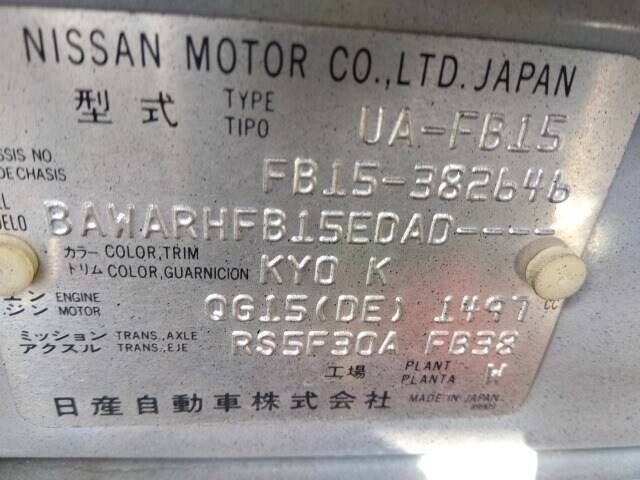 NISSAN MOTOR CO.,LTD. JAPAN
型式 TYPE TIPO UA-FB15
ASSIS NO. DE CHASIS FB15-382646
EL DELO BAWARHFB15EDAD----
カラー COLOR,TRIM トリム COLOR,GUARNICION KY0 K
エン ENGINE ジン MOTOR QG15(DE) 1497 CC
ミッション TRANS.,AXLE アクスル TRANS.,EJE RS5F30A FB38
工場 PLANT PLANTA W
日産自動車株式会社 MADE IN JAPAN